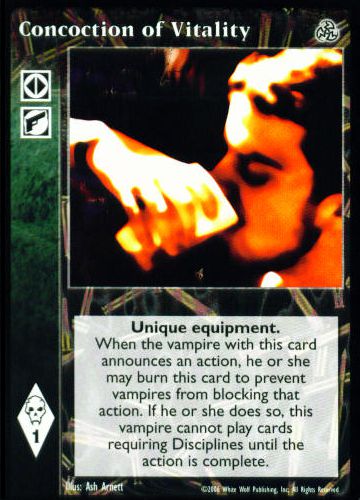 Concoction of Vitality
Unique equipment.
When the vampire with this card
announces an action, he or she
may burn this card to prevent
vampires from blocking that
action. If he or she does so, this
vampire cannot play cards
requiring Disciplines until the
action is complete.
1
Illus: Ash Arnett
©2006 White Wolf Publishing, Inc. All Rights Reserved